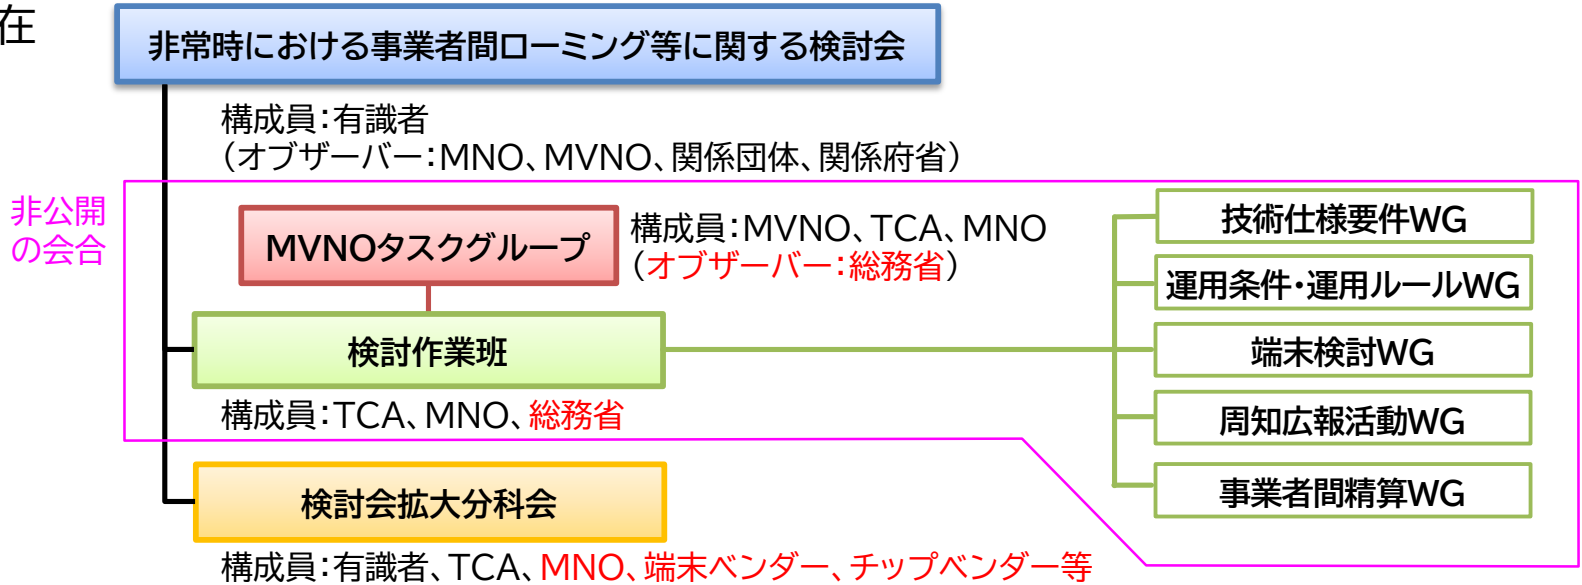 在
非常時における事業者間ローミング等に関する検討会
構成員：有識者
（オブザーバー：MNO、MVNO、関係団体、関係府省）
非公開
の会合
MVNOタスクグループ
構成員：MVNO、TCA、MNO
（オブザーバー：総務省）
検討作業班
構成員：TCA、MNO、総務省
技術仕様要件WG
運用条件・運用ルールWG
端末検討WG
周知広報活動WG
事業者間精算WG
検討会拡大分科会
構成員：有識者、TCA、MNO、端末ベンダー、チップベンダー等